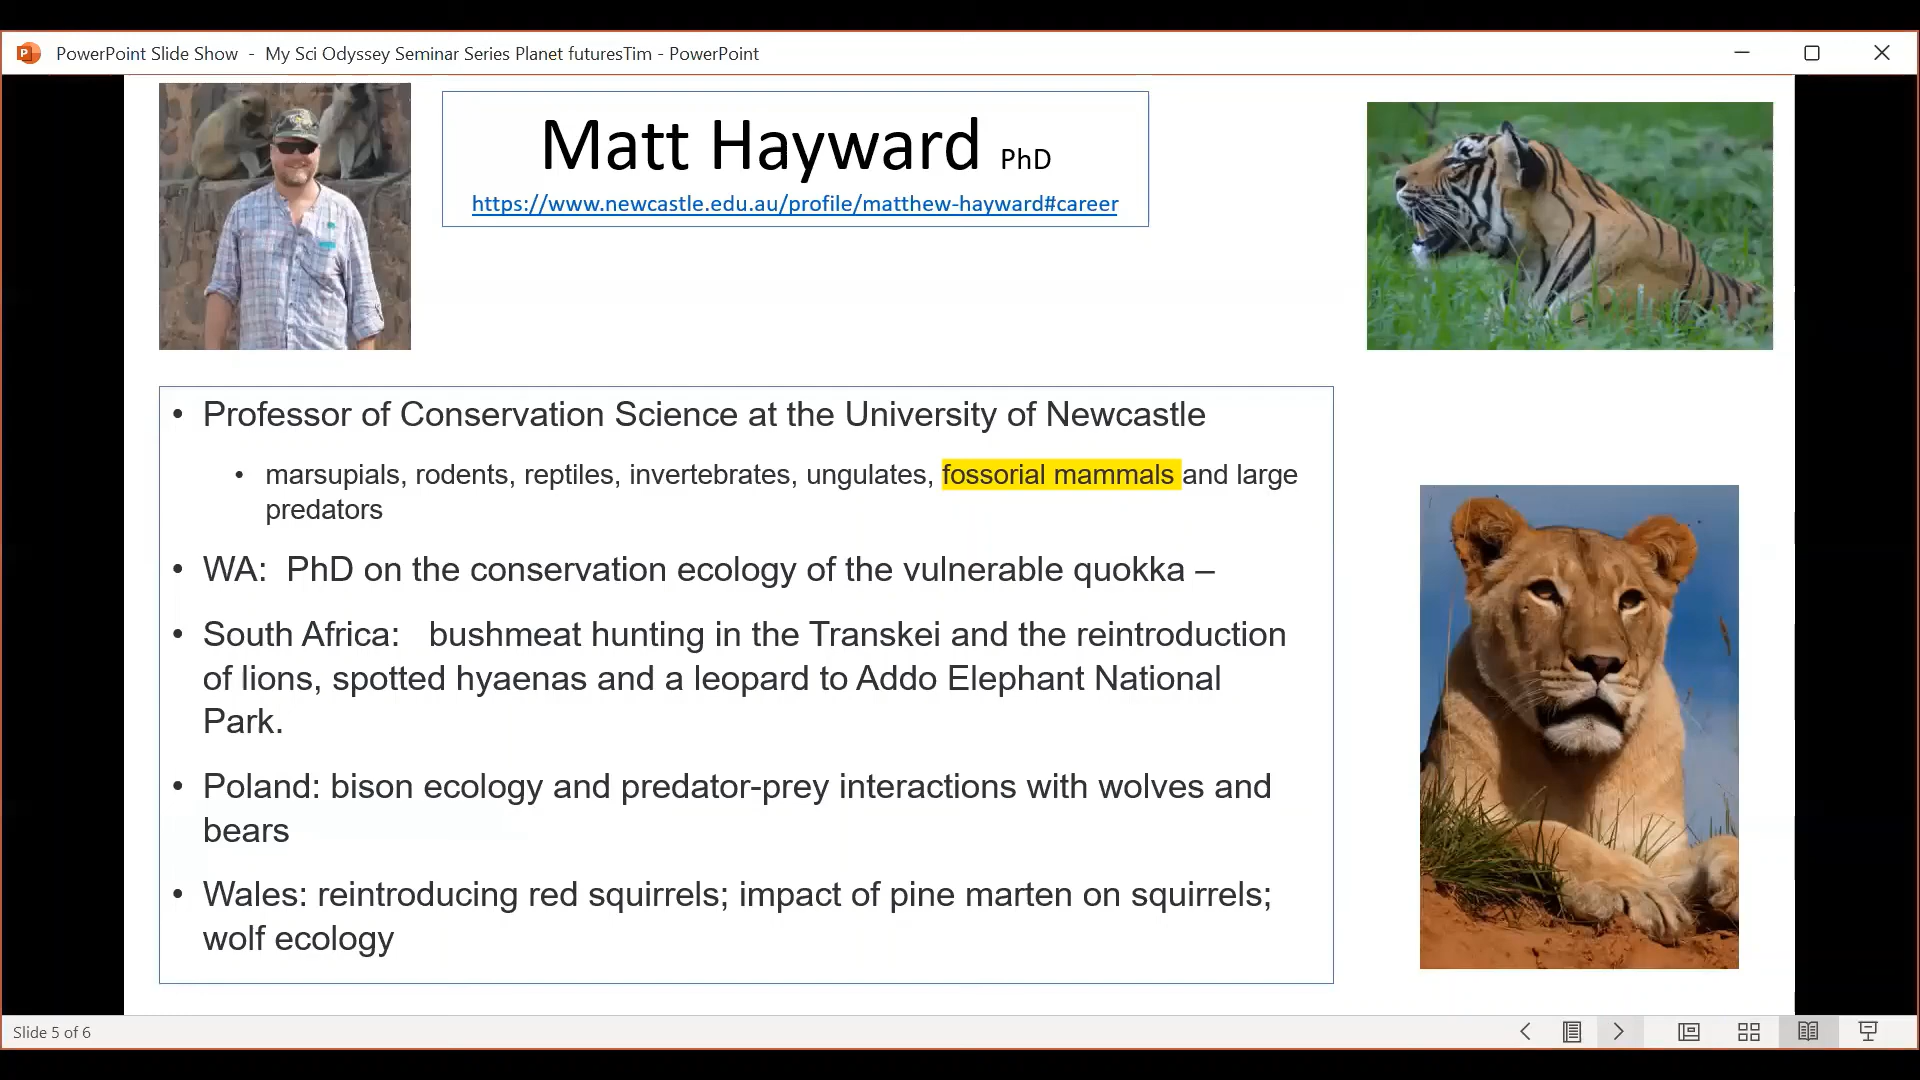 PowerPoint Slide Show - My Sci Odyssey Seminar Series Planet futuresTim - PowerPoint
Matt Hayward PhD
https://www.newcastle.edu.au/profile/matthew-hayward#career
• Professor of Conservation Science at the University of Newcastle
• marsupials, rodents, reptiles, invertebrates, ungulates, fossorial mammals and large
predators
• WA: PhD on the conservation ecology of the vulnerable quokka –
• South Africa: bushmeat hunting in the Transkei and the reintroduction
of lions, spotted hyaenas and a leopard to Addo Elephant National
Park.
• Poland: bison ecology and predator-prey interactions with wolves and
bears
• Wales: reintroducing red squirrels; impact of pine marten on squirrels;
wolf ecology
Slide 5 of 6